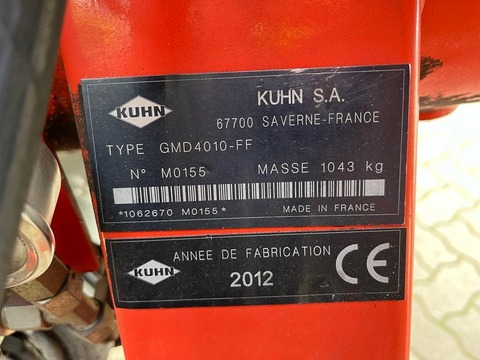 KUHN
KUHN S.A.
67700 SAVERNE-FRANCE
TYPE GMD4010-FF
N° M0155 MASSE 1043 kg
*1062670 M0155* MADE IN FRANCE
KUHN
ANNEE DE FABRICATION
2012
CE